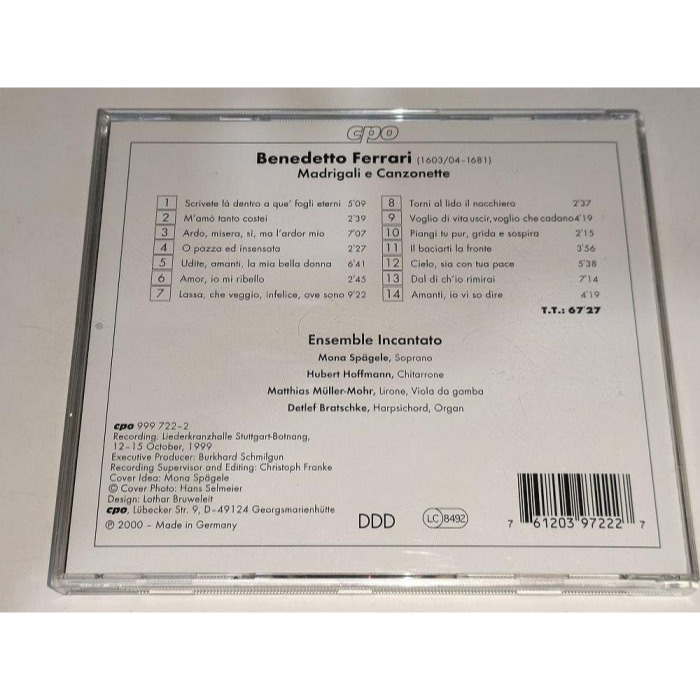 cpo
Benedetto Ferrari (1603/04-1681)
Madrigali e Canzonette
1 Scrivete là dentro a que' fogli eterni 5'09
2 M'amò tanto costei 2'39
3 Ardo, misera, sì, ma l'ardor mio 7'07
4 O pazza ed insensata 2'27
5 Udite, amanti, la mia bella donna 6'41
6 Amor, io mi ribello 2'45
7 Lassa, che veggio, infelice, ove sono 9'22
8 Torni al lido il nocchiero 2'37
9 Voglio di vita uscir, voglio che cadano 4'19
10 Piangi tu pur, grida e sospira 2'15
11 Il baciarti la fronte 3'56
12 Cielo, sia con tua pace 5'38
13 Dal dì ch'io rimirai 7'14
14 Amanti, io vi so dire 4'19
T.T.: 67'27
Ensemble Incantato
Mona Spägele, Soprano
Hubert Hoffmann, Chitarrone
Matthias Müller-Mohr, Lirone, Viola da gamba
Detlef Bratschke, Harpsichord, Organ
cpo 999 722-2
Recording: Liederkranzhalle Stuttgart-Botnang,
12-15 October, 1999
Executive Producer: Burkhard Schmilgun
Recording Supervisor and Editing: Christoph Franke
Cover Idea: Mona Spägele
© Cover Photo: Hans Selmeier
Design: Lothar Bruweleit
cpo, Lübecker Str. 9, D-49124 Georgsmarienhütte
℗ 2000 - Made in Germany
DDD
LC 8492
7 61203 97222 7